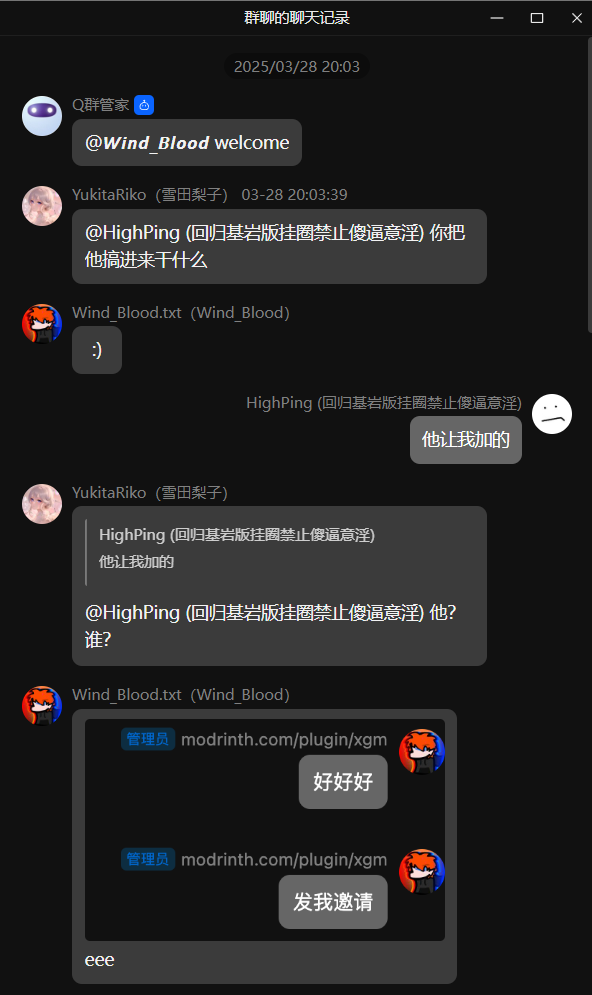 群聊的聊天记录
2025/03/28 20:03
Q群管家
@Wind_Blood welcome
YukitaRiko（雪田梨子） 03-28 20:03:39
@HighPing (回归基岩版挂圈禁止傻逼意淫) 你把
他搞进来干什么
Wind_Blood.txt（Wind_Blood）
:)
HighPing (回归基岩版挂圈禁止傻逼意淫)
他让我加的
YukitaRiko（雪田梨子）
HighPing (回归基岩版挂圈禁止傻逼意淫)
他让我加的
@HighPing (回归基岩版挂圈禁止傻逼意淫) 他?
谁?
Wind_Blood.txt（Wind_Blood）
管理员 modrinth.com/plugin/xgm
好好好
管理员 modrinth.com/plugin/xgm
发我邀请
eee